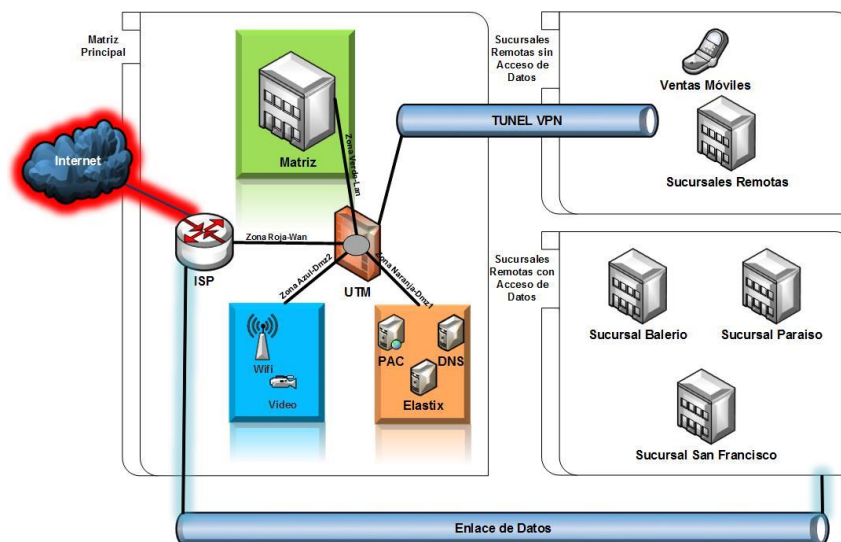 Matriz
Principal
Internet
ISP
Matriz
Zona Verde-Lan
Zona Roja-Wan
UTM
Zona Azul-Dmz2
Zona Naranja-Dmz1
Wifi
Video
PAC
DNS
Elastix
TUNEL VPN
Sucursales
Remotas sin
Acceso de
Datos
Ventas Móviles
Sucursales Remotas
Sucursales
Remotas con
Acceso de
Datos
Sucursal Balerio
Sucursal Paraiso
Sucursal San Francisco
Enlace de Datos